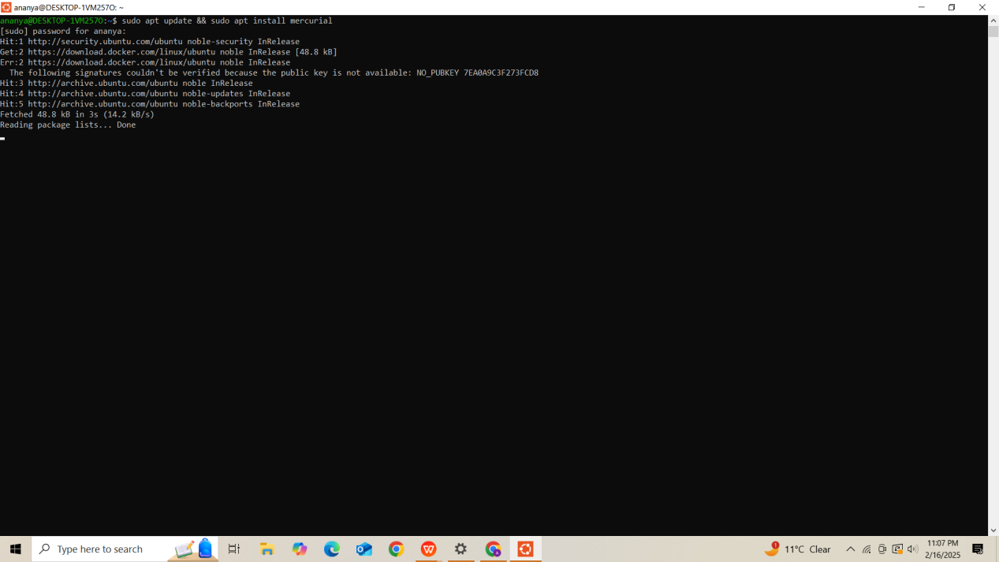 ananya@DESKTOP-1VM257O: ~
ananya@DESKTOP-1VM257O:~$ sudo apt update && sudo apt install mercurial
[sudo] password for ananya:
Hit:1 http://security.ubuntu.com/ubuntu noble-security InRelease
Get:2 https://download.docker.com/linux/ubuntu noble InRelease [48.8 kB]
Err:2 https://download.docker.com/linux/ubuntu noble InRelease
  The following signatures couldn't be verified because the public key is not available: NO_PUBKEY 7EA0A9C3F273FCD8
Hit:3 http://archive.ubuntu.com/ubuntu noble InRelease
Hit:4 http://archive.ubuntu.com/ubuntu noble-updates InRelease
Hit:5 http://archive.ubuntu.com/ubuntu noble-backports InRelease
Fetched 48.8 kB in 3s (14.2 kB/s)
Reading package lists... Done
Type here to search
1
11°C Clear
11:07 PM
2/16/2025